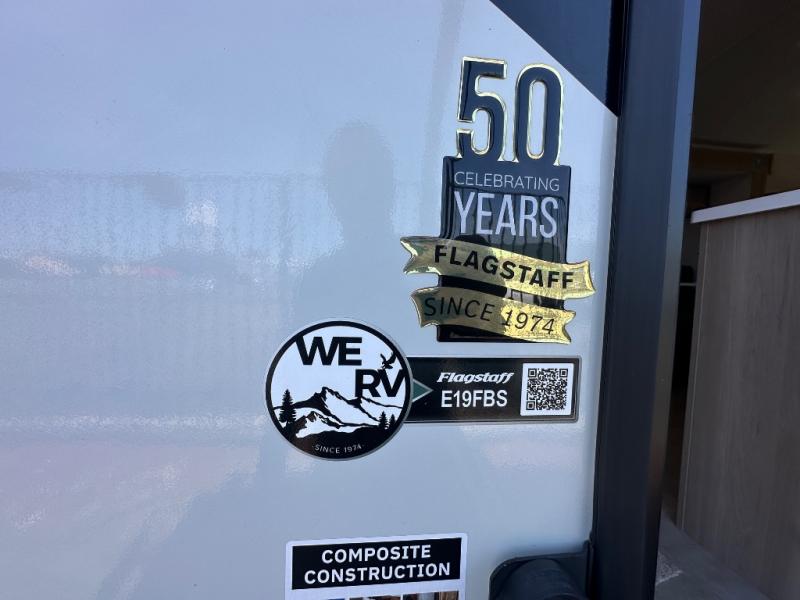 50
CELEBRATING
YEARS
FLAGSTAFF
SINCE 1974
WE
RV
·SINCE 1974·
Flagstaff
E19FBS
COMPOSITE
CONSTRUCTION